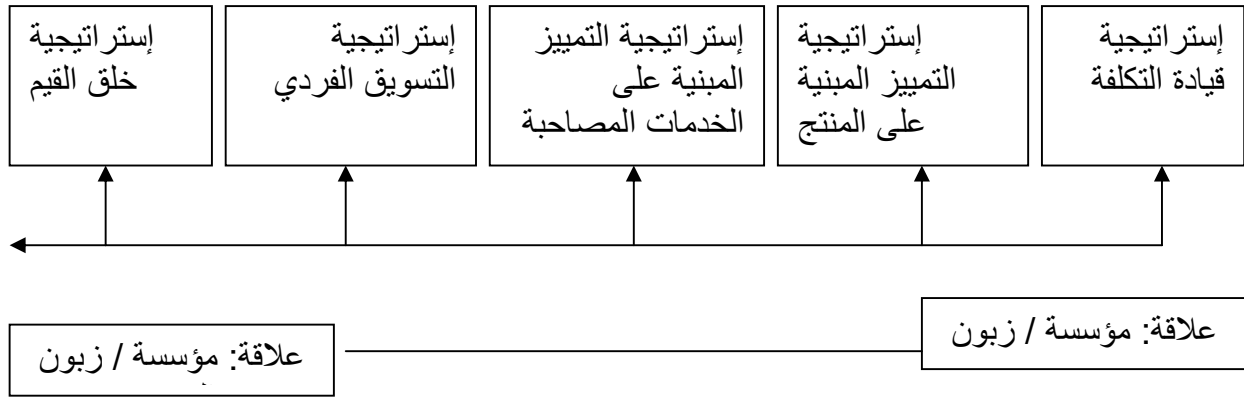 إستراتيجية
قيادة التكلفة
إستراتيجية
التمييز المبنية
على المنتج
إستراتيجية التمييز
المبنية على
الخدمات المصاحبة
إستراتيجية
التسويق الفردي
إستراتيجية
خلق القيم
علاقة: مؤسسة / زبون
علاقة: مؤسسة / زبون